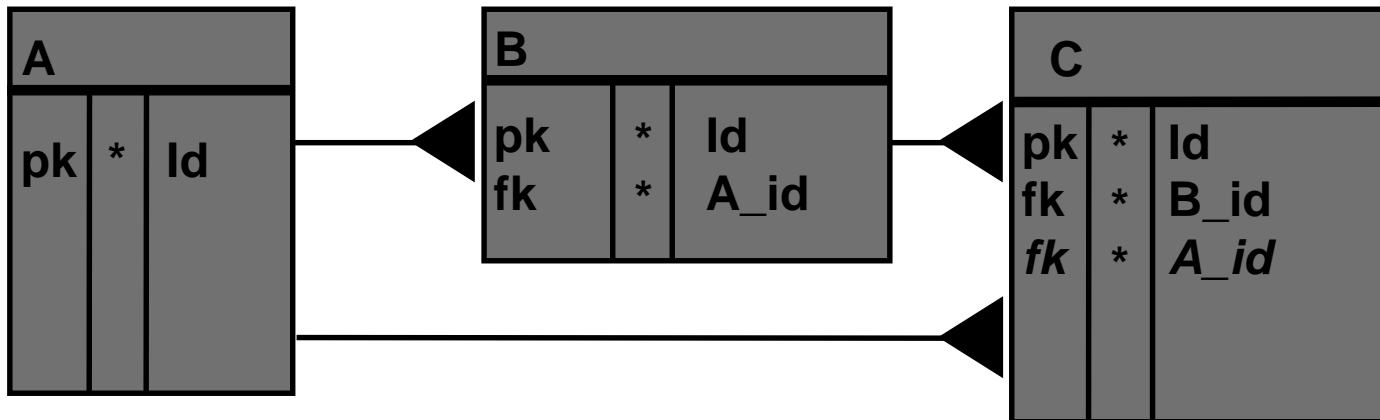 A
pk * Id
B
pk * Id
fk * A_id
C
pk * Id
fk * B_id
fk * A_id